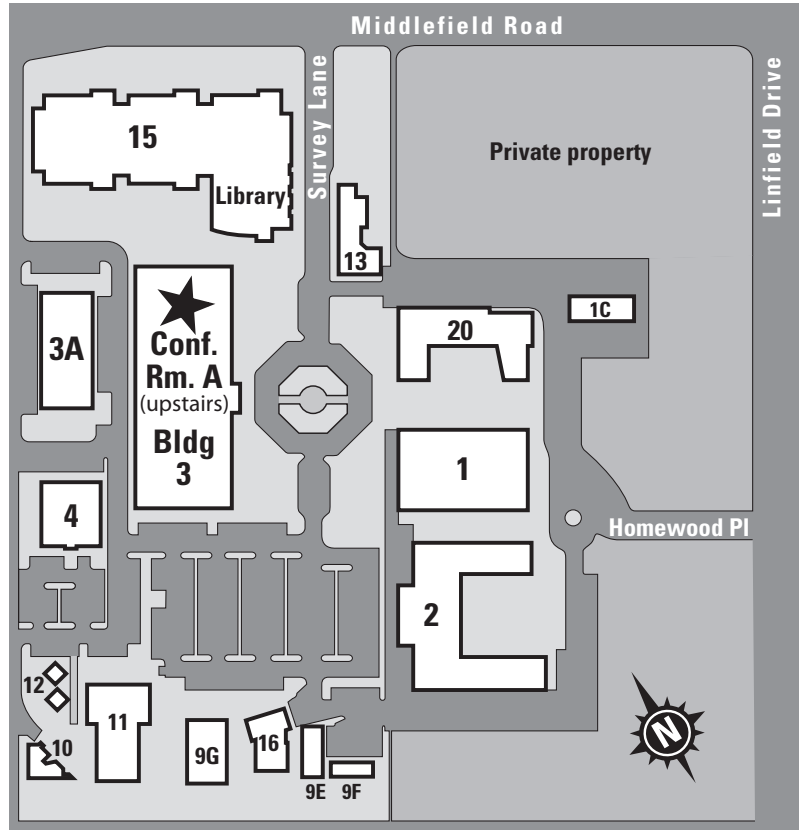 Middlefield Road
Survey Lane
Linfield Drive
15
Library
Private property
13
1C
3A
Conf.
Rm. A
(upstairs)
Bldg
3
20
1
4
Homewood Pl
2
12
11
10
9G
16
9E
9F
N